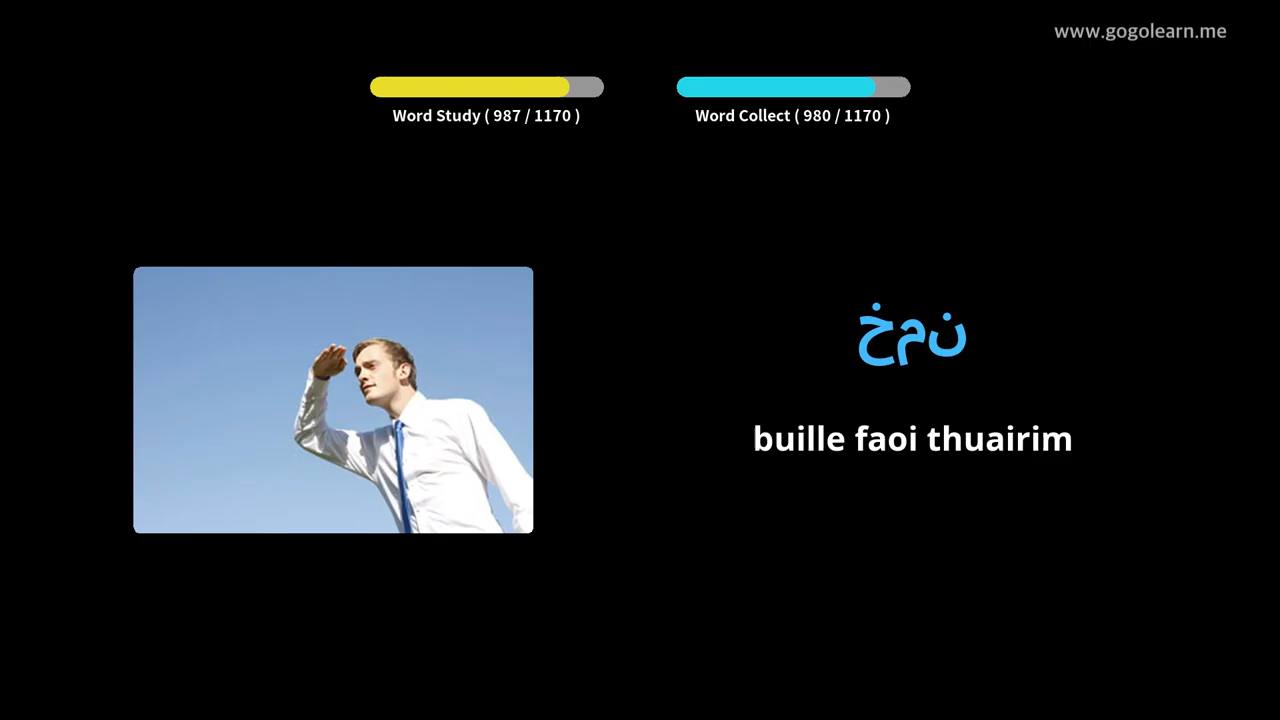 www.gogolearn.me
Word Study ( 987 / 1170 )
Word Collect ( 980 / 1170 )
خمن
buille faoi thuairim